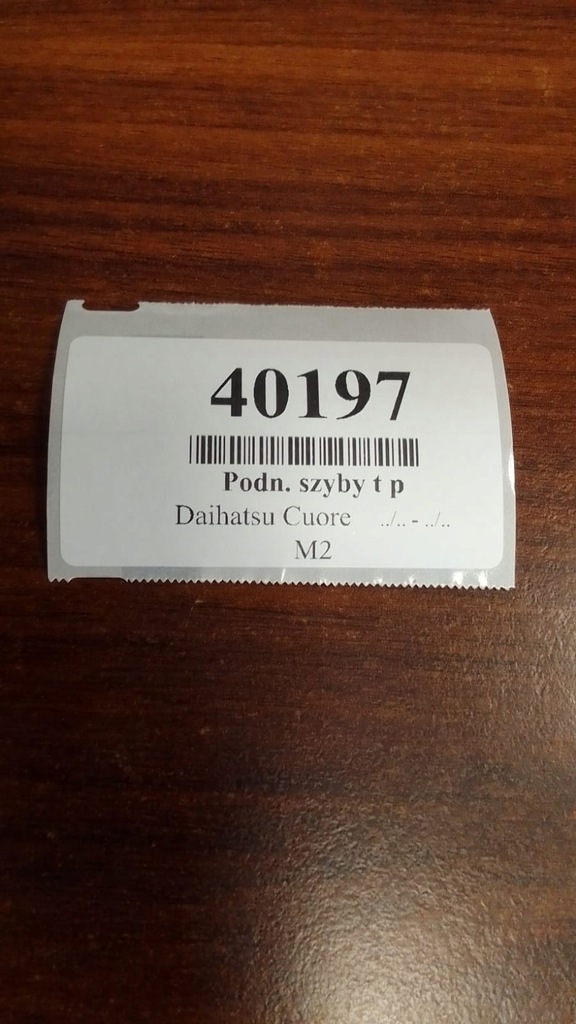 40197
Podn. szyby t p
Daihatsu Cuore ../.. - ../..
M2